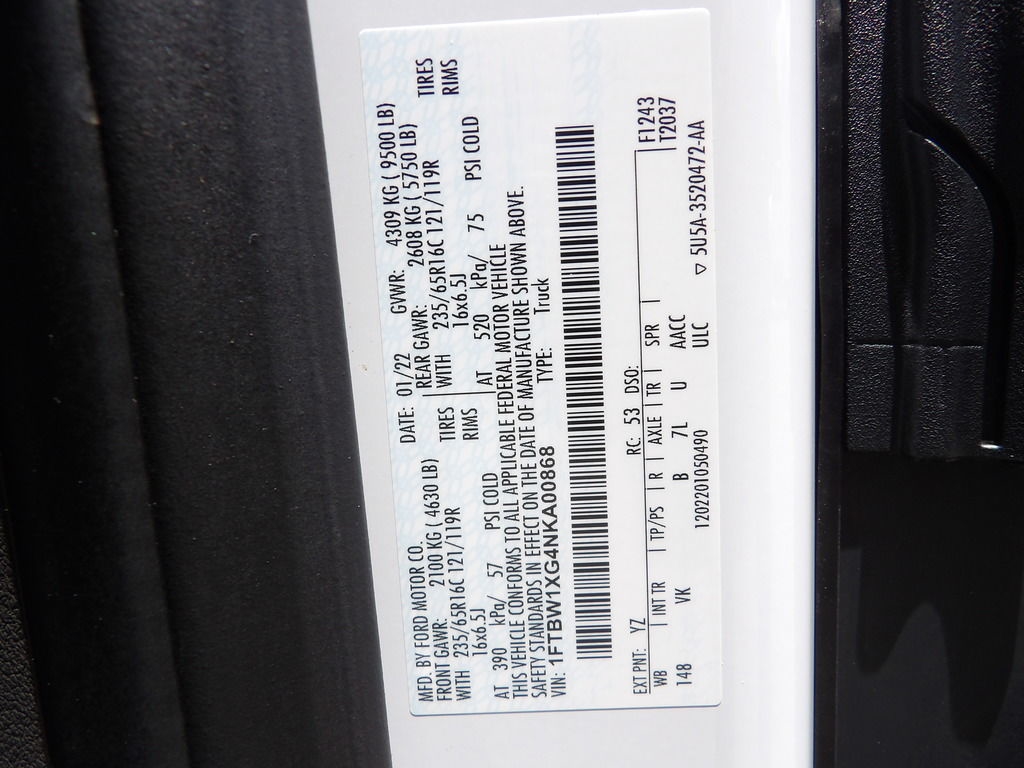 MFD. BY FORD MOTOR CO. DATE: 01/22 GVWR: 4309 KG ( 9500 LB)
FRONT GAWR: 2100 KG ( 4630 LB) REAR GAWR: 2608 KG ( 5750 LB)
WITH 235/65R16C 121/119R TIRES WITH 235/65R16C 121/119R TIRES
16x6.5J RIMS 16x6.5J RIMS
AT 390 kPa/ 57 PSI COLD AT 520 kPa/ 75 PSI COLD
THIS VEHICLE CONFORMS TO ALL APPLICABLE FEDERAL MOTOR VEHICLE
SAFETY STANDARDS IN EFFECT ON THE DATE OF MANUFACTURE SHOWN ABOVE.
VIN: 1FTBW1XG4NKA00868 TYPE: Truck
EXT PNT: YZ RC: 53 DSO: F1243
WB INT TR TP/PS R AXLE TR SPR T2037
148 VK B 7L U AACC
1202201050490 ULC ▽ 5U5A-3520472-AA